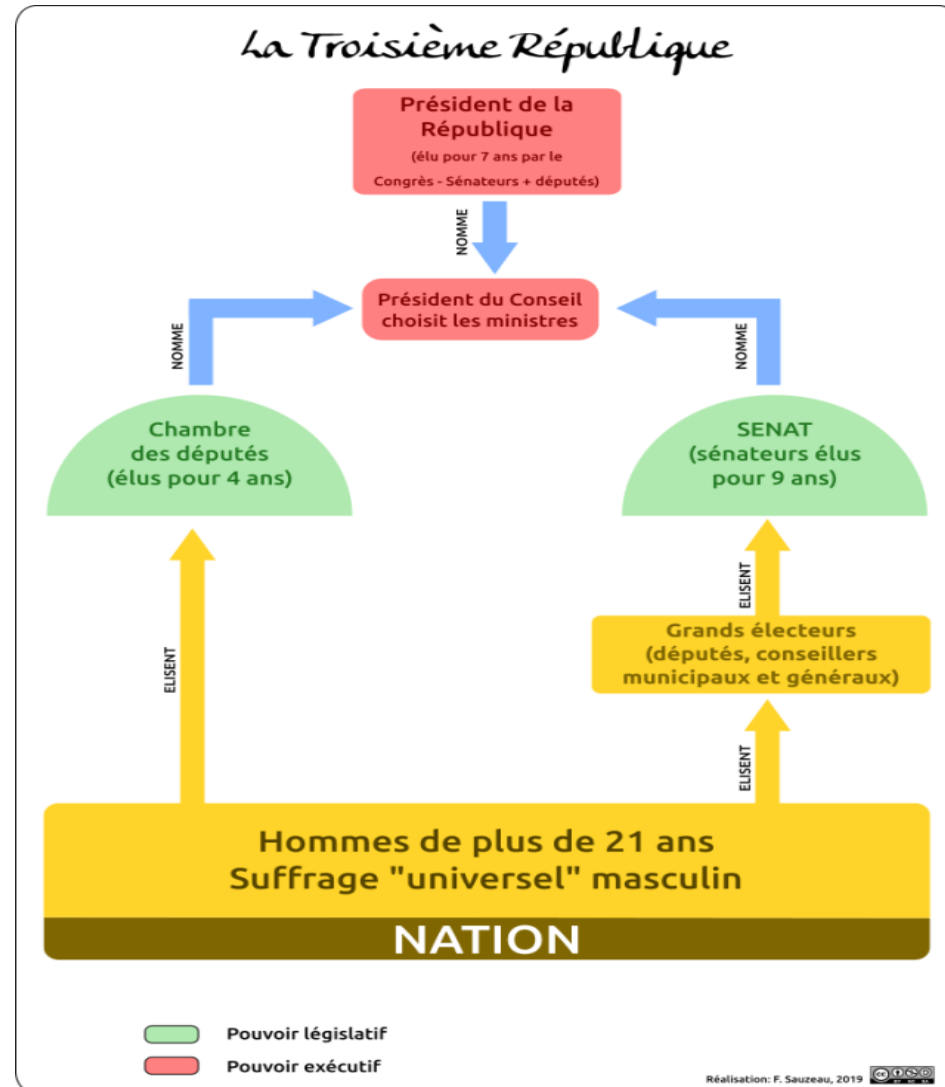 La Troisième République
Président de la
République
(élu pour 7 ans par le
Congrès - Sénateurs + députés)
NOMME
Président du Conseil
choisit les ministres
NOMME
NOMME
Chambre
des députés
(élus pour 4 ans)
SENAT
(sénateurs élus
pour 9 ans)
ELISENT
ELISENT
Grands électeurs
(députés, conseillers
municipaux et généraux)
ELISENT
Hommes de plus de 21 ans
Suffrage "universel" masculin
NATION
Pouvoir législatif
Pouvoir exécutif
Réalisation: F. Sauzeau, 2019